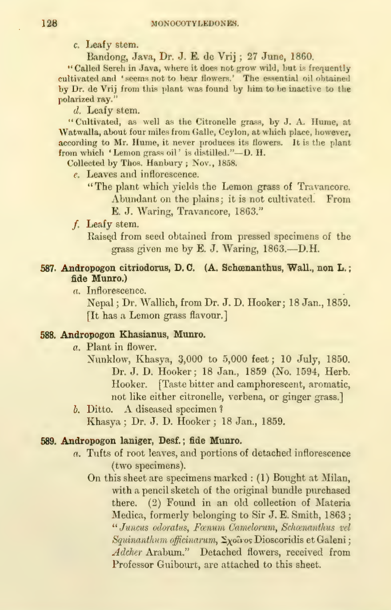 128 MONOCOTYLEDONES.
c. Leafy stem.
Bandong, Java, Dr. J. E. de Vrij ; 27 June, 1860.
"Called Sereh in Java, where it does not grow wild, but is frequently
cultivated and 'seems not to bear flowers.' The essential oil obtained
by Dr. de Vrij from this plant was found by him to be inactive to the
polarized ray."
d. Leafy stem.
"Cultivated, as well as the Citronelle grass, by J. A. Hume, at
Watwalla, about four miles from Galle, Ceylon, at which place, however,
according to Mr. Hume, it never produces its flowers. It is the plant
from which 'Lemon grass oil' is distilled."—D. H.
Collected by Thos. Hanbury ; Nov., 1858.
e. Leaves and inflorescence.
"The plant which yields the Lemon grass of Travancore.
Abundant on the plains; it is not cultivated. From
E. J. Waring, Travancore, 1863."
f. Leafy stem.
Raised from seed obtained from pressed specimens of the
grass given me by E. J. Waring, 1863.—D.H.
587. Andropogon citriodorus, D. C. (A. Schœnanthus, Wall., non L. ;
fide Munro.)
a. Inflorescence.
Nepal ; Dr. Wallich, from Dr. J. D. Hooker; 18 Jan., 1859.
[It has a Lemon grass flavour.]
588. Andropogon Khasianus, Munro.
a. Plant in flower.
Nunklow, Khasya, 3,000 to 5,000 feet ; 10 July, 1850.
Dr. J. D. Hooker ; 18 Jan., 1859 (No. 1594, Herb.
Hooker. [Taste bitter and camphorescent, aromatic,
not like either citronelle, verbena, or ginger grass.]
b. Ditto. A diseased specimen ?
Khasya ; Dr. J. D. Hooker ; 18 Jan., 1859.
589. Andropogon laniger, Desf. ; fide Munro.
a. Tufts of root leaves, and portions of detached inflorescence
(two specimens).
On this sheet are specimens marked : (1) Bought at Milan,
with a pencil sketch of the original bundle purchased
there. (2) Found in an old collection of Materia
Medica, formerly belonging to Sir J. E. Smith, 1863 ;
"Juncus odoratus, Fœnum Camelorum, Schœnanthus vel
Squinanthum officinarum, Σχοῖνος Dioscoridis et Galeni ;
Adcher Arabum." Detached flowers, received from
Professor Guibourt, are attached to this sheet.